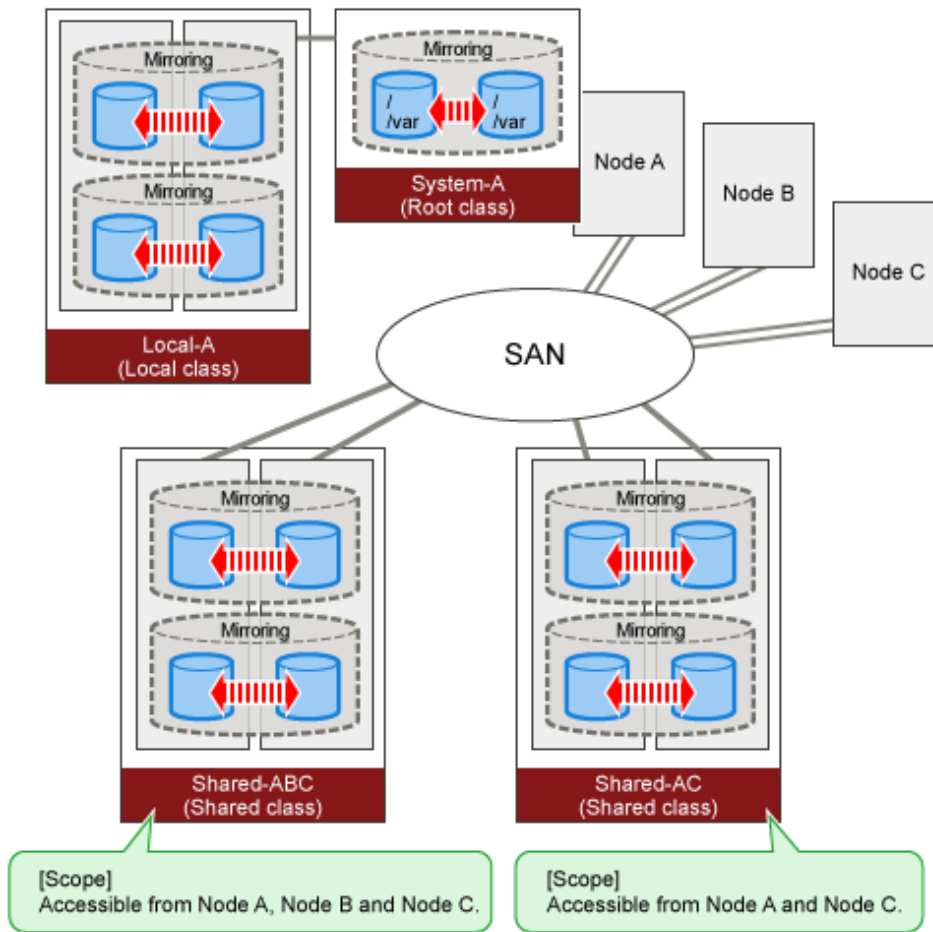 Mirroring
Mirroring
Local-A
(Local class)
Mirroring
/
/var
/
/var
System-A
(Root class)
Node A
Node B
Node C
SAN
Mirroring
Mirroring
Shared-ABC
(Shared class)
Mirroring
Mirroring
Shared-AC
(Shared class)
[Scope]
Accessible from Node A, Node B and Node C.
[Scope]
Accessible from Node A and Node C.